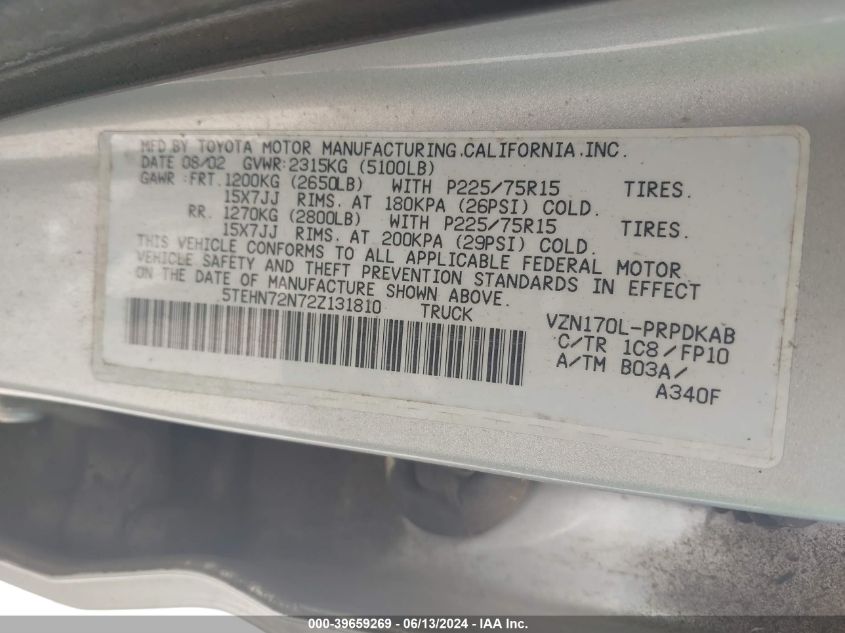 MFD BY TOYOTA MOTOR MANUFACTURING.CALIFORNIA.INC.
DATE 08/02 GVWR:2315KG (5100LB)
GAWR :FRT. 1200KG (2650LB) WITH P225/75R15 TIRES.
15X7JJ RIMS. AT 180KPA (26PSI) COLD.
RR. 1270KG (2800LB) WITH P225/75R15 TIRES.
15X7JJ RIMS. AT 200KPA (29PSI) COLD.
THIS VEHICLE CONFORMS TO ALL APPLICABLE FEDERAL MOTOR
VEHICLE SAFETY AND THEFT PREVENTION STANDARDS IN EFFECT
ON THE DATE OF MANUFACTURE SHOWN ABOVE.
5TEHN72N72Z131810 TRUCK
VZN170L-PRPDKAB
C/TR 1C8/FP10
A/TM B03A/
A340F
000-39659269 - 06/13/2024 - IAA Inc.